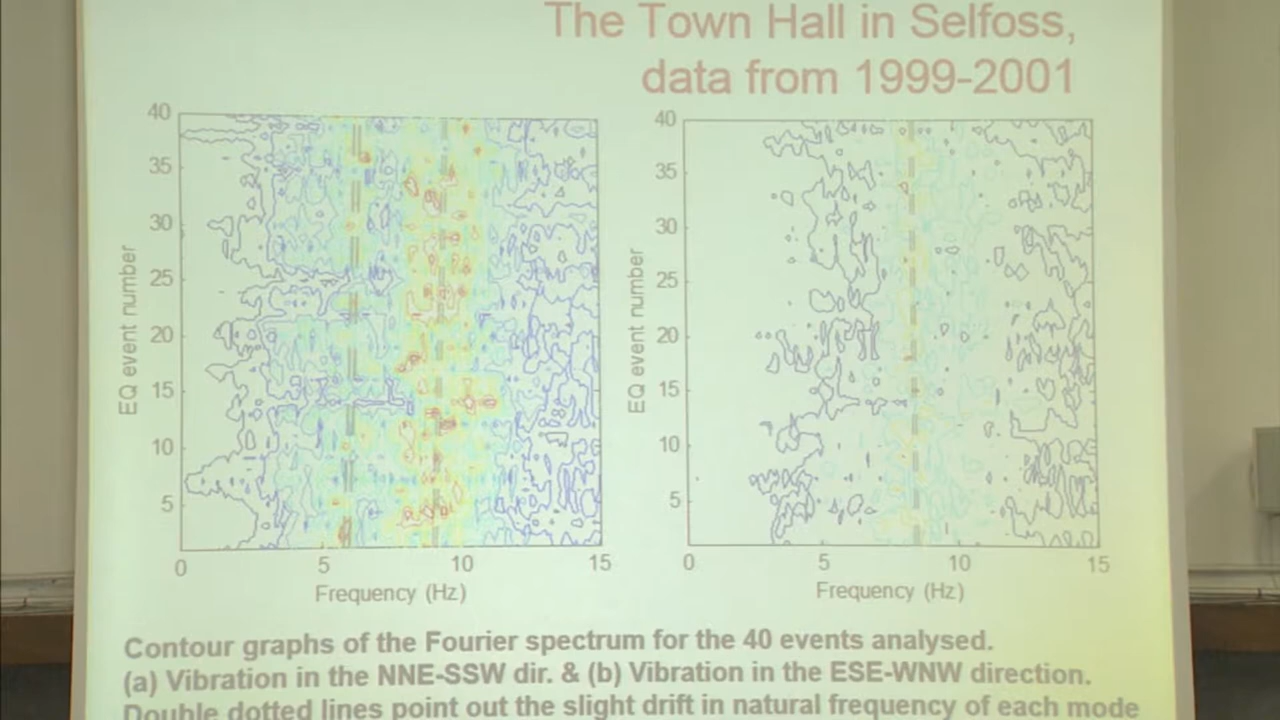 The Town Hall in Selfoss,
data from 1999-2001
40
35
30
25
20
15
10
5
0
5
10
15
EQ event number
Frequency (Hz)
40
35
30
25
20
15
10
5
0
5
10
15
EQ event number
Frequency (Hz)
Contour graphs of the Fourier spectrum for the 40 events analysed.
(a) Vibration in the NNE-SSW dir. & (b) Vibration in the ESE-WNW direction.
Double dotted lines point out the slight drift in natural frequency of each mode